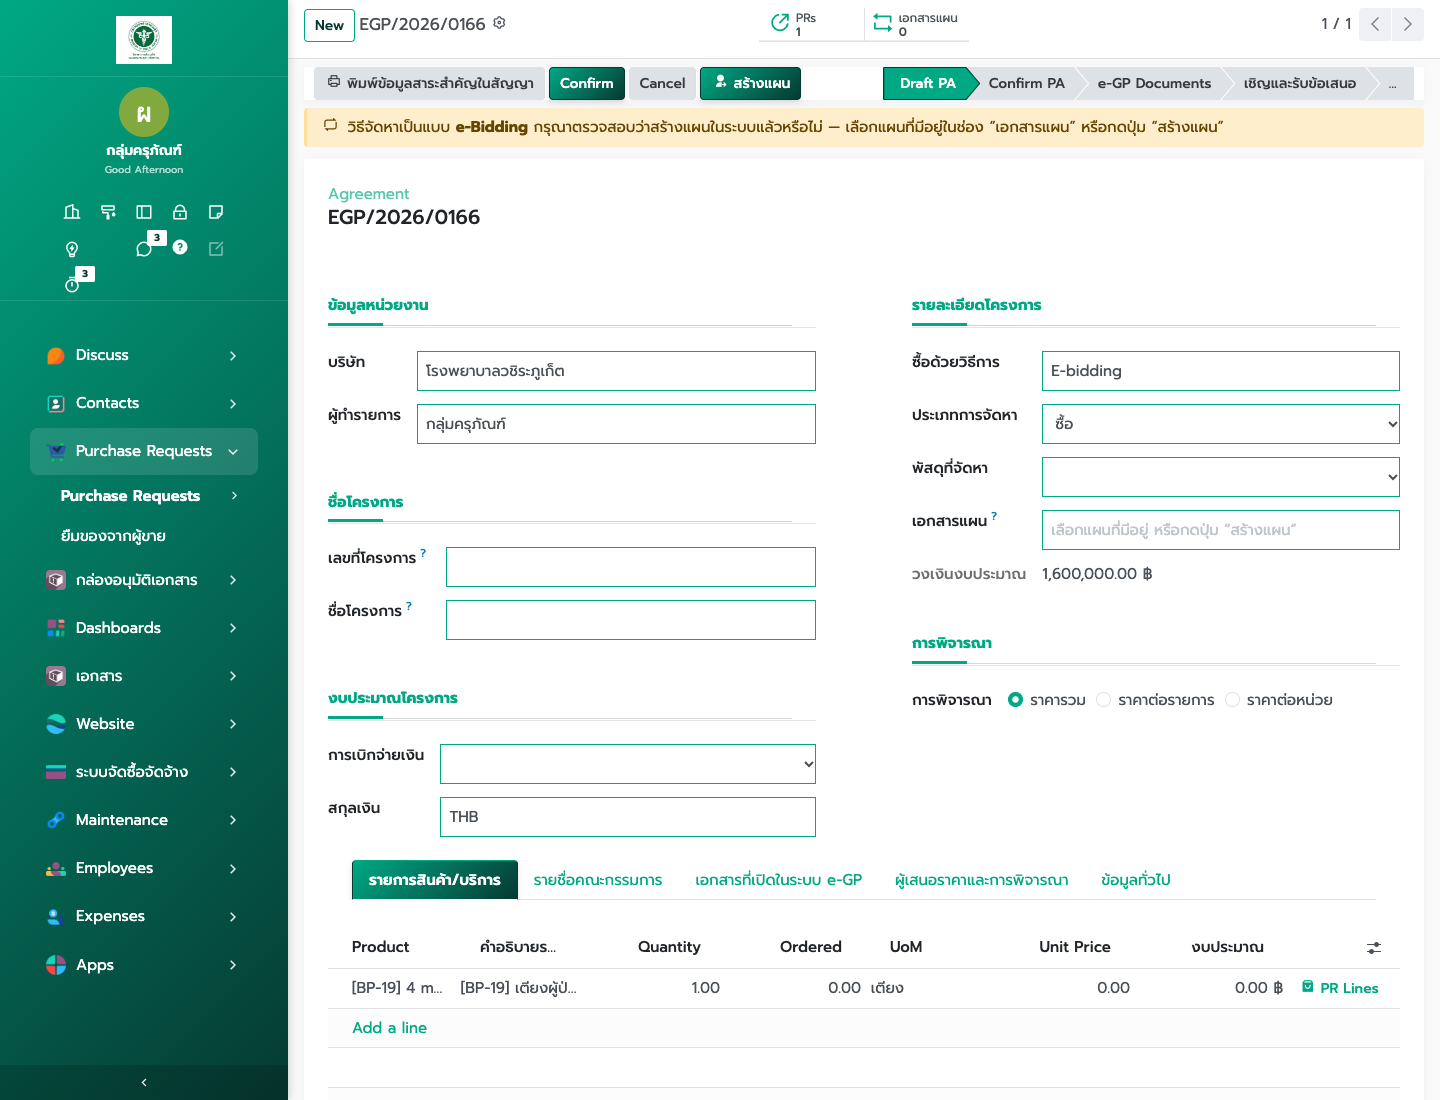 New EGP/2026/0166
PRs 1
เอกสารแผน 0
1 / 1
พิมพ์ข้อมูลสาระสำคัญในสัญญา Confirm Cancel สร้างแผน
Draft PA Confirm PA e-GP Documents เชิญและรับข้อเสนอ ...
วิธีจัดหาเป็นแบบ e-Bidding กรุณาตรวจสอบว่าสร้างแผนในระบบแล้วหรือไม่ — เลือกแผนที่มีอยู่ในช่อง “เอกสารแผน” หรือกดปุ่ม “สร้างแผน”
ผ
กลุ่มครุภัณฑ์
Good Afternoon
3
?
3
Discuss
Contacts
Purchase Requests
Purchase Requests
ยืมของจากผู้ขาย
กล่องอนุมัติเอกสาร
Dashboards
เอกสาร
Website
ระบบจัดซื้อจัดจ้าง
Maintenance
Employees
Expenses
Apps
Agreement
EGP/2026/0166
ข้อมูลหน่วยงาน
บริษัท โรงพยาบาลวชิระภูเก็ต
ผู้ทำรายการ กลุ่มครุภัณฑ์
ชื่อโครงการ
เลขที่โครงการ ?
ชื่อโครงการ ?
งบประมาณโครงการ
การเบิกจ่ายเงิน
สกุลเงิน THB
รายละเอียดโครงการ
ซื้อด้วยวิธีการ E-bidding
ประเภทการจัดหา ซื้อ
พัสดุที่จัดหา
เอกสารแผน ? เลือกแผนที่มีอยู่ หรือกดปุ่ม “สร้างแผน”
วงเงินงบประมาณ 1,600,000.00 ฿
การพิจารณา
การพิจารณา ราคารวม ราคาต่อรายการ ราคาต่อหน่วย
รายการสินค้า/บริการ รายชื่อคณะกรรมการ เอกสารที่เปิดในระบบ e-GP ผู้เสนอราคาและการพิจารณา ข้อมูลทั่วไป
Product คำอธิบายร... Quantity Ordered UoM Unit Price งบประมาณ
[BP-19] 4 m... [BP-19] เตียงผู้ป่... 1.00 0.00 เตียง 0.00 0.00 ฿ PR Lines
Add a line